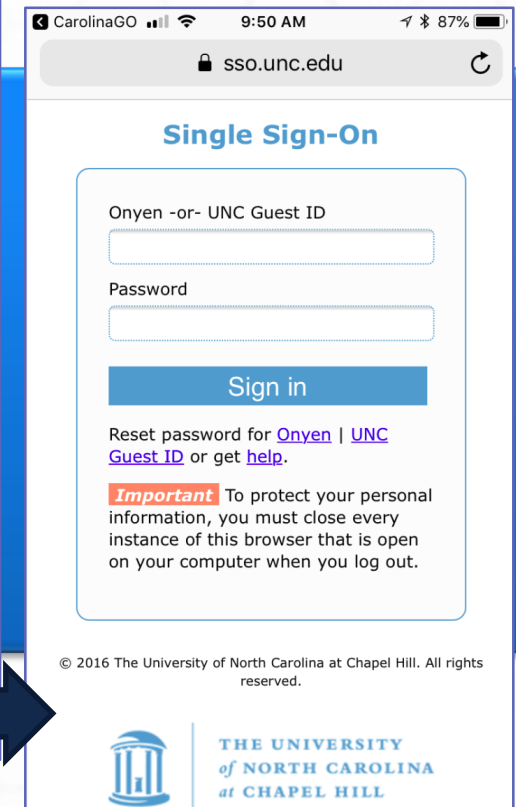 CarolinaGO 9:50 AM 87%
sso.unc.edu
Single Sign-On
Onyen -or- UNC Guest ID
Password
Sign in
Reset password for Onyen | UNC
Guest ID or get help.
Important To protect your personal
information, you must close every
instance of this browser that is open
on your computer when you log out.
© 2016 The University of North Carolina at Chapel Hill. All rights
reserved.
THE UNIVERSITY
of NORTH CAROLINA
at CHAPEL HILL